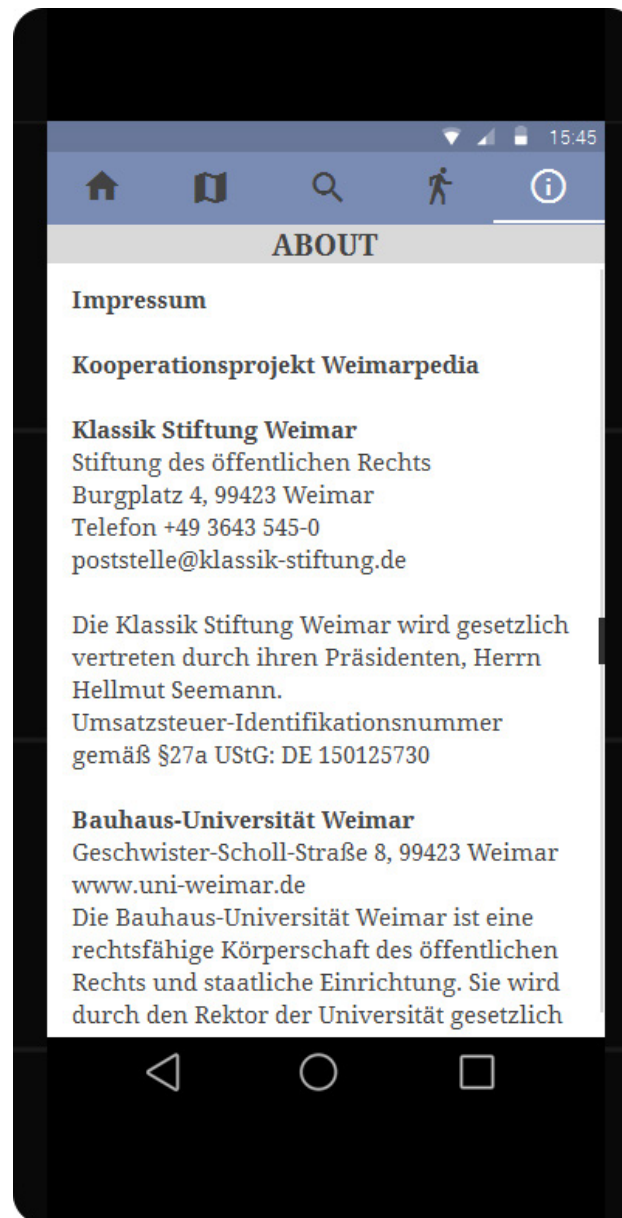 15:45
ABOUT
Impressum
Kooperationsprojekt Weimarpedia
Klassik Stiftung Weimar
Stiftung des öffentlichen Rechts
Burgplatz 4, 99423 Weimar
Telefon +49 3643 545-0
poststelle@klassik-stiftung.de
Die Klassik Stiftung Weimar wird gesetzlich
vertreten durch ihren Präsidenten, Herrn
Hellmut Seemann.
Umsatzsteuer-Identifikationsnummer
gemäß §27a UStG: DE 150125730
Bauhaus-Universität Weimar
Geschwister-Scholl-Straße 8, 99423 Weimar
www.uni-weimar.de
Die Bauhaus-Universität Weimar ist eine
rechtsfähige Körperschaft des öffentlichen
Rechts und staatliche Einrichtung. Sie wird
durch den Rektor der Universität gesetzlich